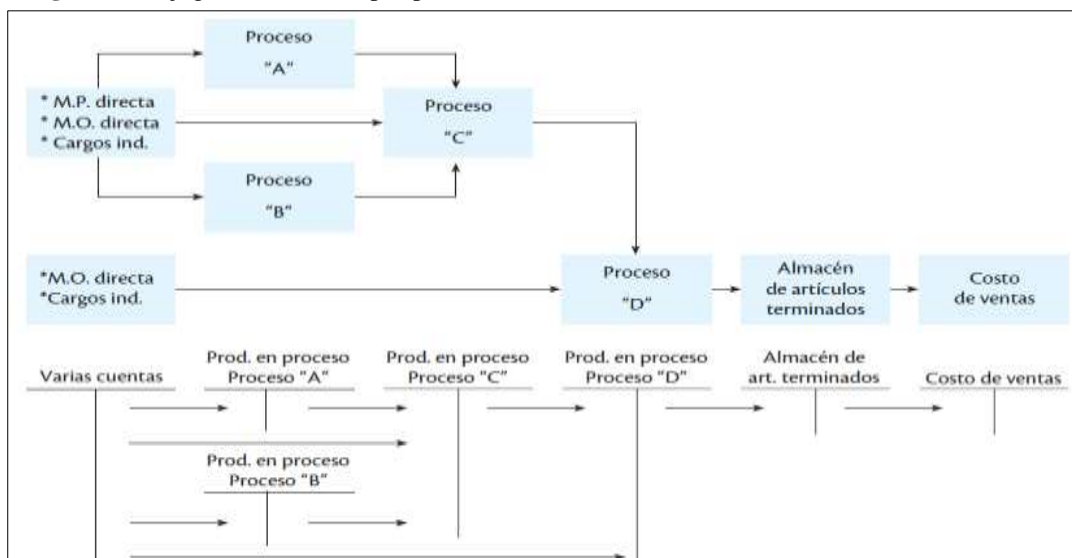 Proceso
"A"
* M.P. directa
* M.O. directa
* Cargos ind.
Proceso
"C"
Proceso
"B"
*M.O. directa
*Cargos ind.
Proceso
"D"
Almacén
de artículos
terminados
Costo
de ventas
Varias cuentas
Prod. en proceso
Proceso "A"
Prod. en proceso
Proceso "C"
Prod. en proceso
Proceso "D"
Almacén de
art. terminados
Costo de ventas
Prod. en proceso
Proceso "B"